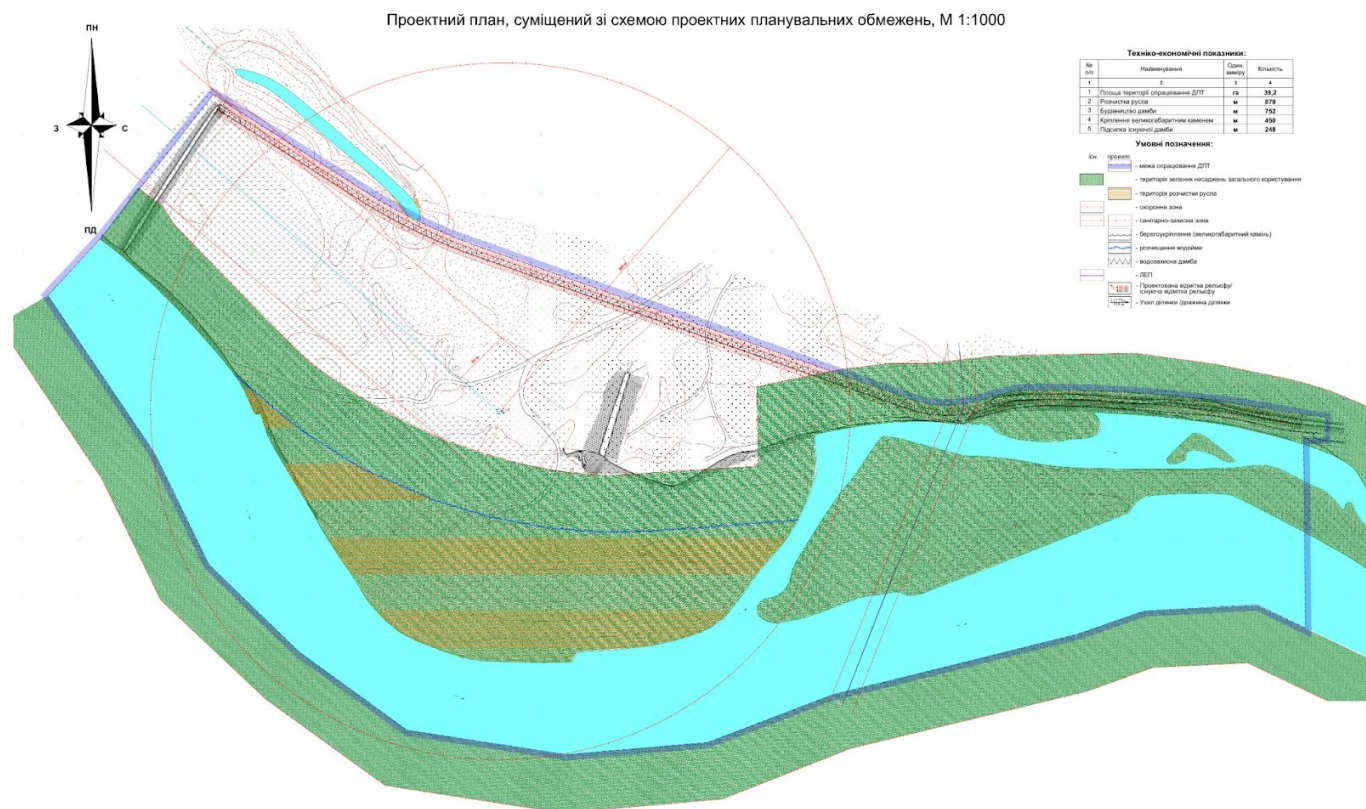 Проектний план, суміщений зі схемою проектних планувальних обмежень, М 1:1000
ПН
З
С
ПД
Техніко-економічні показники:
№ п/п Найменування Один. виміру Кількість
1 2 3 4
1 Площа території опрацювання ДПТ га 39,2
2 Розчистка русла м 878
3 Будівництво дамби м 752
4 Кріплення великогабаритним каменем м 450
5 Підсипка існуючої дамби м 248
Умовні позначення:
існ. проект.
- межа опрацювання ДПТ
- територія зелених насаджень загального користування
- територія розчистки русла
- охоронна зона
- санітарно-захисна зона
- берегоукріплення (великогабаритний камінь)
- розчищення водойми
- водозахисна дамба
- ЛЕП
- Проектована відмітка рельєфу/
існуюча відмітка рельєфу
- Ухил ділянки /довжина ділянки